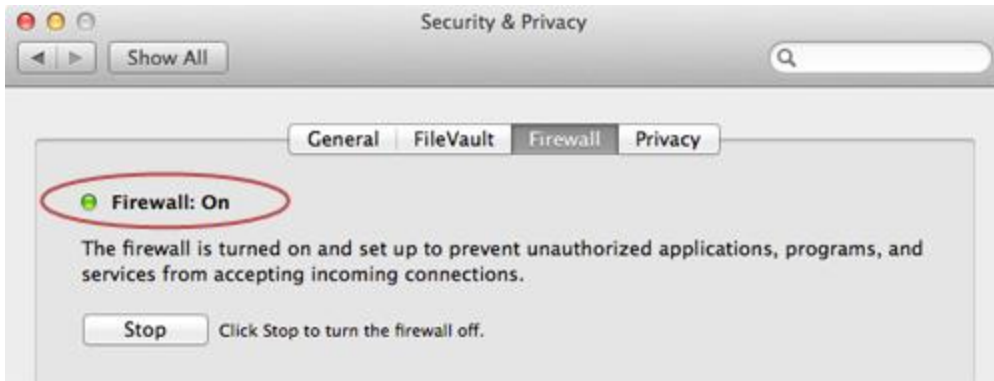 Security & Privacy
Show All
General FileVault Firewall Privacy
Firewall: On
The firewall is turned on and set up to prevent unauthorized applications, programs, and
services from accepting incoming connections.
Stop Click Stop to turn the firewall off.